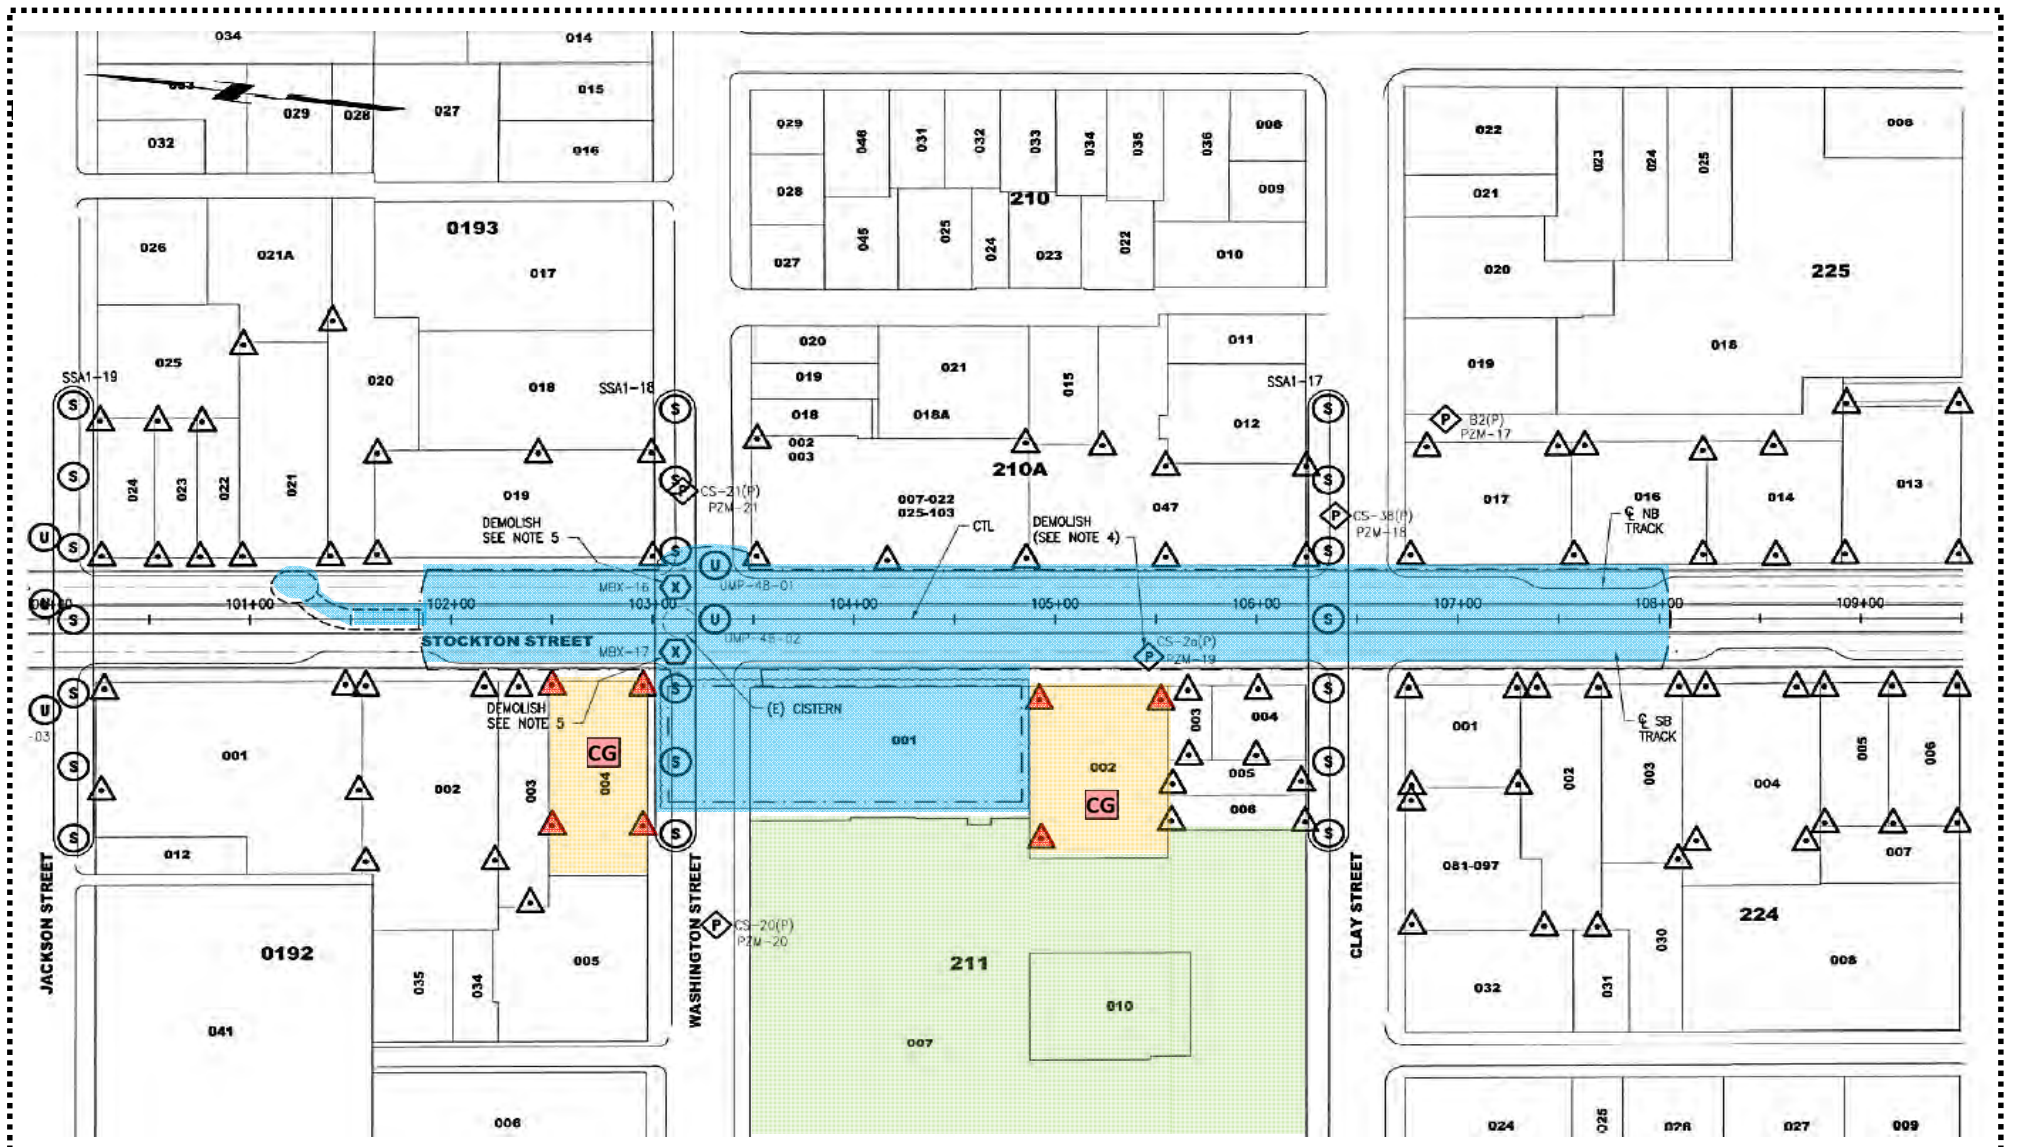 034
014
033
029
028
027
015
032
016
0193
026
021A
017
025
020
018
SSA1-19
SSA1-18
S
S
024
023
022
021
019
S
S
CS-21(P)
PZM-21
P
DEMOLISH
SEE NOTE 5
U
S
S
029
046
031
032
033
034
035
036
008
028
009
210
027
045
025
024
023
022
010
020
011
019
021
015
018
018A
012
002
003
210A
007-022
025-103
047
CTL
DEMOLISH
(SEE NOTE 4)
SSA1-17
S
S
P
CS-3B(P)
PZM-18
S
022
023
024
025
008
021
020
225
019
018
P
B2(P)
PZM-17
017
016
014
013
℄ NB
TRACK
U
S
101+00
102+00
MBX-16
X
103+00
U
UMP-4B-01
104+00
105+00
106+00
S
107+00
108+00
109+00
STOCKTON STREET
MBX-17
X
U
UMP-4B-02
P
CS-2a(P)
PZM-19
℄ SB
TRACK
U
-03
S
S
S
001
002
003
004
CG
DEMOLISH
SEE NOTE 5
012
S
S
S
(E) CISTERN
001
002
CG
003
004
005
006
S
S
S
001
002
003
004
005
006
081-097
007
224
030
032
031
008
JACKSON STREET
WASHINGTON STREET
CLAY STREET
0192
035
034
005
041
006
P
CS-20(P)
PZM-20
211
010
007
024
025
026
027
009